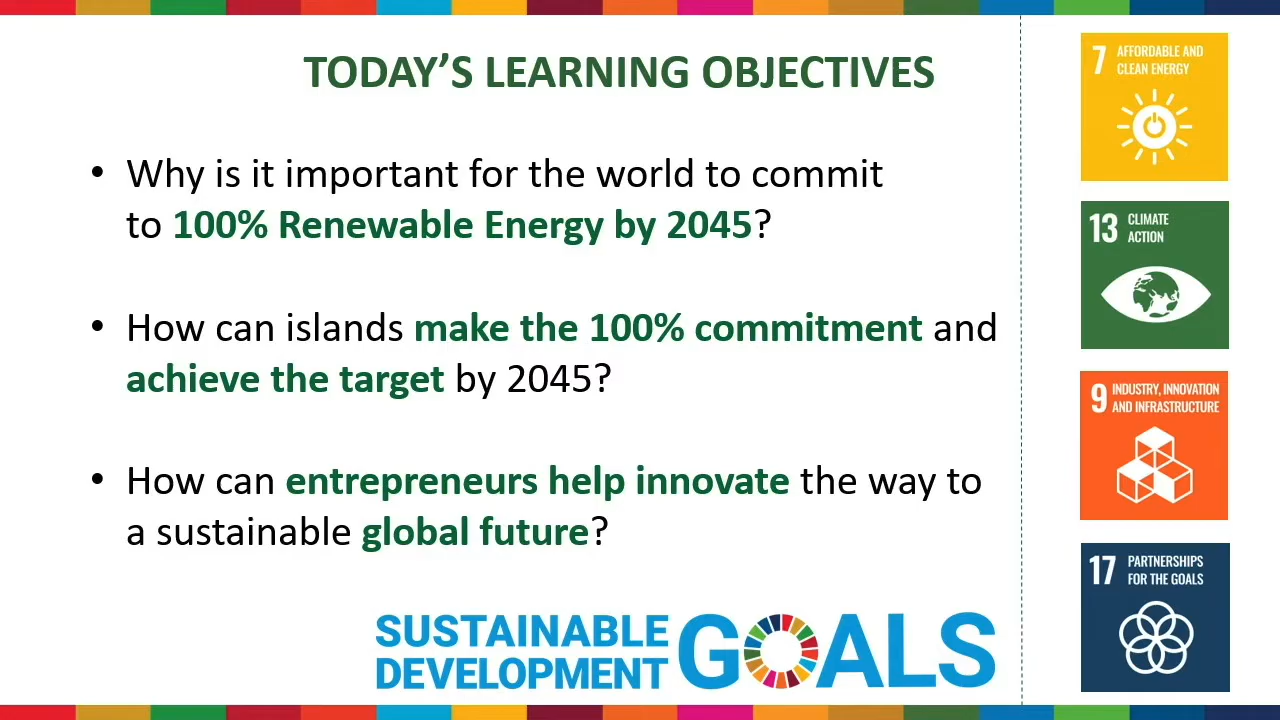 TODAY’S LEARNING OBJECTIVES
• Why is it important for the world to commit
to 100% Renewable Energy by 2045?
• How can islands make the 100% commitment and
achieve the target by 2045?
• How can entrepreneurs help innovate the way to
a sustainable global future?
SUSTAINABLE
DEVELOPMENT
GOALS
7 AFFORDABLE AND
CLEAN ENERGY
13 CLIMATE
ACTION
9 INDUSTRY, INNOVATION
AND INFRASTRUCTURE
17 PARTNERSHIPS
FOR THE GOALS